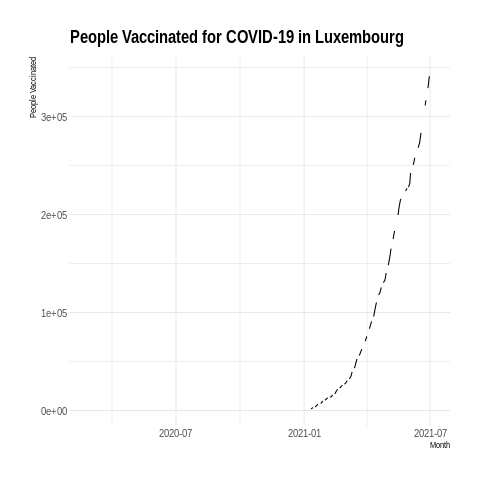 People Vaccinated for COVID-19 in Luxembourg
People Vaccinated
3e+05
2e+05
1e+05
0e+00
2020-07
2021-01
2021-07
Month